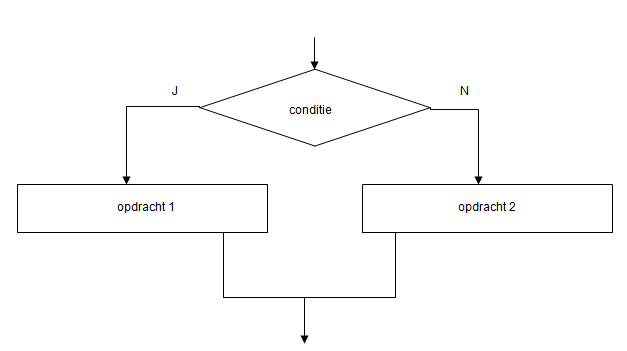 J
N
conditie
opdracht 1
opdracht 2